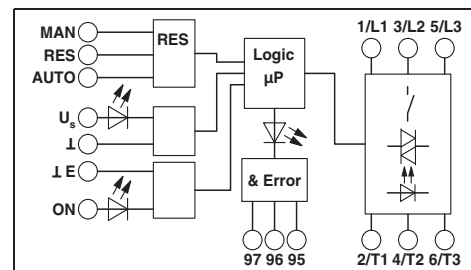 MAN
RES
AUTO
RES
Logic
µP
1/L1 3/L2 5/L3
Us
⊥
⊥ E
ON
& Error
97 96 95
2/T1 4/T2 6/T3